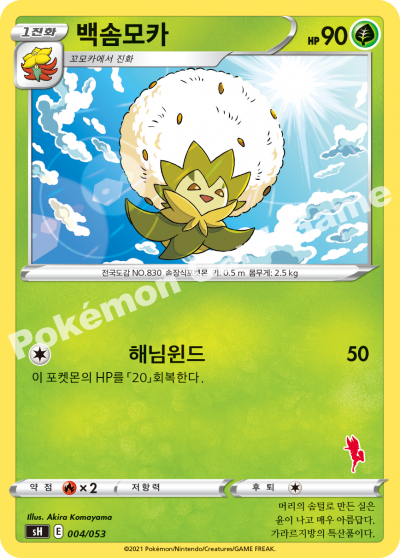 1진화
백솜모카
HP 90
꼬모카에서 진화
전국도감 NO.830 솜장식포켓몬 키: 0.5 m 몸무게: 2.5 kg
Pokémon Card Game
해님윈드 50
이 포켓몬의 HP를 「20」회복한다.
약점 ×2 저항력 후퇴
Illus. Akira Komayama
sH E 004/053
머리의 솜털로 만든 실은
윤이 나고 매우 아름답다.
가라르지방의 특산품이다.
©2021 Pokémon/Nintendo/Creatures/GAME FREAK.